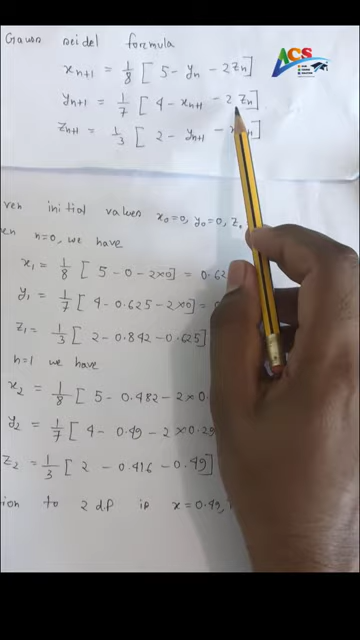 Gauss seidel formula
ACS
xn+1 = 1/8 [ 5 - yn - 2zn]
yn+1 = 1/7 [ 4 - xn+1 - 2zn]
zn+1 = 1/3 [ 2 - yn+1 -
initial values x0=0, y0=0, z
n=0, we have
x1 = 1/8 [ 5 - 0 - 2×0] = 0.62
y1 = 1/7 [ 4 - 0.625 - 2×0] =
z1 = 1/3 [ 2 - 0.842 - 0.625]
n=1 we have
x2 = 1/8 [ 5 - 0.482 - 2×0.
y2 = 1/7 [ 4 - 0.49 - 2×0.29
z2 = 1/3 [ 2 - 0.416 - 0.49]
to 2 d.p is x = 0.49,